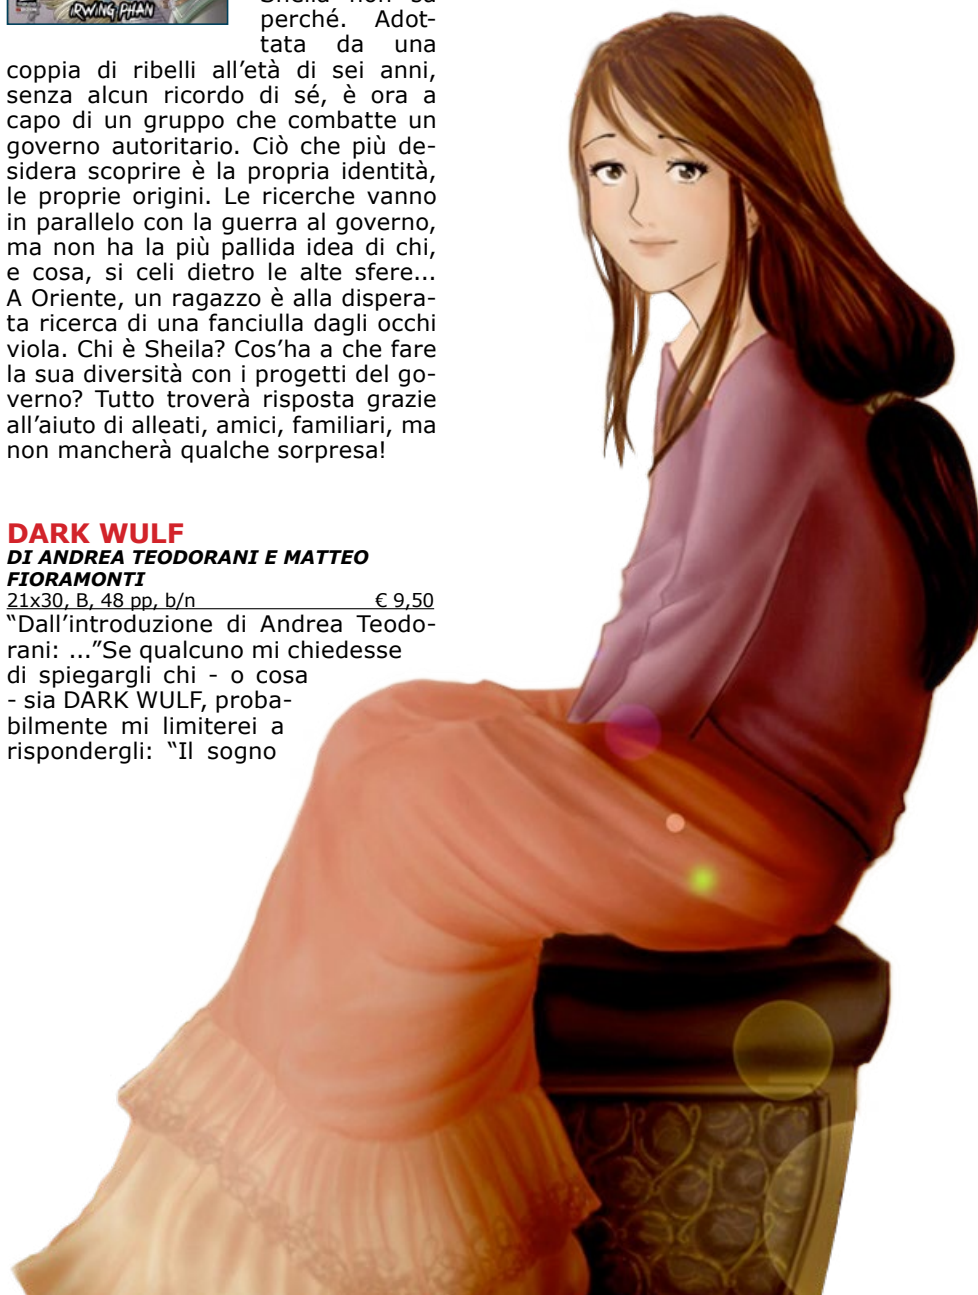 IRWING PHAN
Sheila non sa
perché. Adot-
tata da una
coppia di ribelli all’età di sei anni,
senza alcun ricordo di sé, è ora a
capo di un gruppo che combatte un
governo autoritario. Ciò che più de-
sidera scoprire è la propria identità,
le proprie origini. Le ricerche vanno
in parallelo con la guerra al governo,
ma non ha la più pallida idea di chi,
e cosa, si celi dietro le alte sfere...
A Oriente, un ragazzo è alla dispera-
ta ricerca di una fanciulla dagli occhi
viola. Chi è Sheila? Cos’ha a che fare
la sua diversità con i progetti del go-
verno? Tutto troverà risposta grazie
all’aiuto di alleati, amici, familiari, ma
non mancherà qualche sorpresa!
DARK WULF
DI ANDREA TEODORANI E MATTEO
FIORAMONTI
21x30, B, 48 pp, b/n € 9,50
“Dall’introduzione di Andrea Teodo-
rani: ...”Se qualcuno mi chiedesse
di spiegargli chi - o cosa
- sia DARK WULF, proba-
bilmente mi limiterei a
rispondergli: “Il sogno